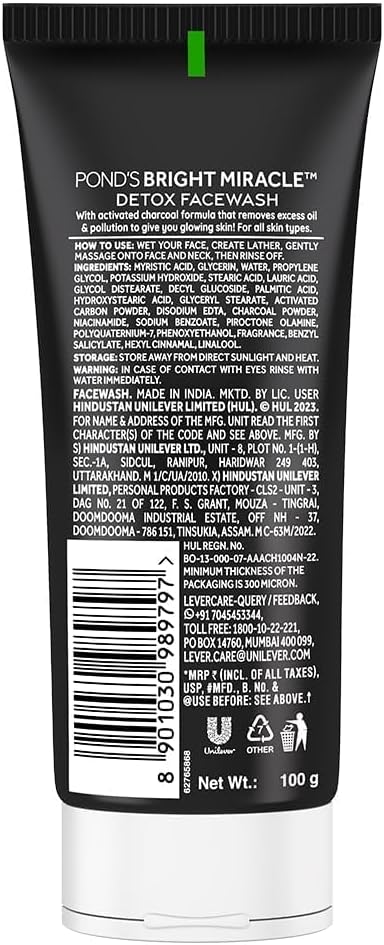 POND'S BRIGHT MIRACLE™
DETOX FACEWASH
With activated charcoal formula that removes excess oil
& pollution to give you glowing skin! For all skin types.
HOW TO USE: WET YOUR FACE, CREATE LATHER, GENTLY
MASSAGE ONTO FACE AND NECK, THEN RINSE OFF.
INGREDIENTS: MYRISTIC ACID, GLYCERIN, WATER, PROPYLENE
GLYCOL, POTASSIUM HYDROXIDE, STEARIC ACID, LAURIC ACID,
GLYCOL DISTEARATE, DECYL GLUCOSIDE, PALMITIC ACID,
HYDROXYSTEARIC ACID, GLYCERYL STEARATE, ACTIVATED
CARBON POWDER, DISODIUM EDTA, CHARCOAL POWDER,
NIACINAMIDE, SODIUM BENZOATE, PIROCTONE OLAMINE,
POLYQUATERNIUM-7, PHENOXYETHANOL, FRAGRANCE, BENZYL
SALICYLATE, HEXYL CINNAMAL, LINALOOL.
STORAGE: STORE AWAY FROM DIRECT SUNLIGHT AND HEAT.
WARNING: IN CASE OF CONTACT WITH EYES RINSE WITH
WATER IMMEDIATELY.
FACEWASH. MADE IN INDIA. MKTD. BY LIC. USER
HINDUSTAN UNILEVER LIMITED (HUL). © HUL 2023.
FOR NAME & ADDRESS OF THE MFG. UNIT READ THE FIRST
CHARACTER(S) OF THE CODE AND SEE ABOVE. MFG. BY
S) HINDUSTAN UNILEVER LTD., UNIT - 8, PLOT NO. 1-(1-H),
SEC.-1A, SIDCUL, RANIPUR, HARIDWAR 249 403,
UTTARAKHAND. M 1/C/UA/2010. X) HINDUSTAN UNILEVER
LIMITED, PERSONAL PRODUCTS FACTORY - CLS2 - UNIT - 3,
DAG NO. 21 OF 122, F. S. GRANT, MOUZA - TINGRAI,
DOOMDOOMA INDUSTRIAL ESTATE, OFF NH - 37,
DOOMDOOMA - 786 151, TINSUKIA, ASSAM. M C-63M/2022.
HUL REGN. NO.
BO-13-000-07-AAACH1004N-22.
MINIMUM THICKNESS OF THE
PACKAGING IS 300 MICRON.
LEVERCARE-QUERY/FEEDBACK,
+91 7045453344,
TOLL FREE: 1800-10-22-221,
PO BOX 14760, MUMBAI 400099,
LEVER.CARE@UNILEVER.COM
*MRP ₹ (INCL. OF ALL TAXES),
USP, #MFD., B. NO. &
@USE BEFORE: SEE ABOVE.†
8 901030 989797 >
62765868
Unilever
7
OTHER
Net Wt.: 100 g